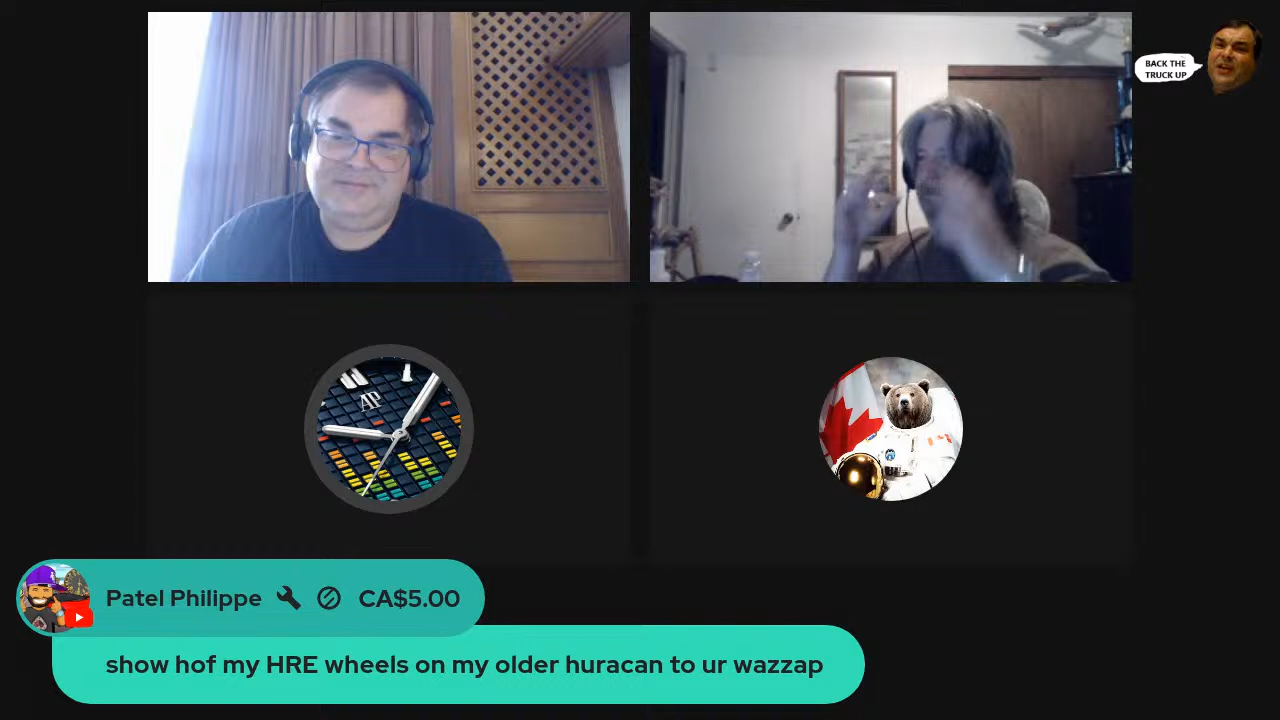 BACK THE
TRUCK UP
AP
Patel Philippe CA$5.00
show hof my HRE wheels on my older huracan to ur wazzap